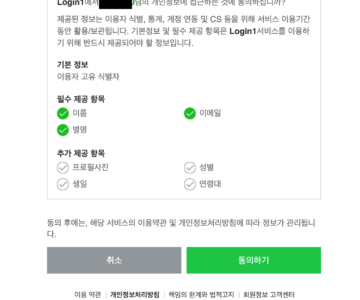 Login1에서 님의 개인정보에 접근하는 것에 동의하십니까?
제공된 정보는 이용자 식별, 통계, 계정 연동 및 CS 등을 위해 서비스 이용기간
동안 활용/보관됩니다. 기본정보 및 필수 제공 항목은 Login1서비스를 이용하
기 위해 반드시 제공되어야 할 정보입니다.
기본 정보
이용자 고유 식별자
필수 제공 항목
이름 이메일
별명
추가 제공 항목
프로필사진 성별
생일 연령대
동의 후에는, 해당 서비스의 이용약관 및 개인정보처리방침에 따라 정보가 관리됩니
다.
취소 동의하기
이용 약관 | 개인정보처리방침 | 책임의 한계와 법적고지 | 회원정보 고객센터